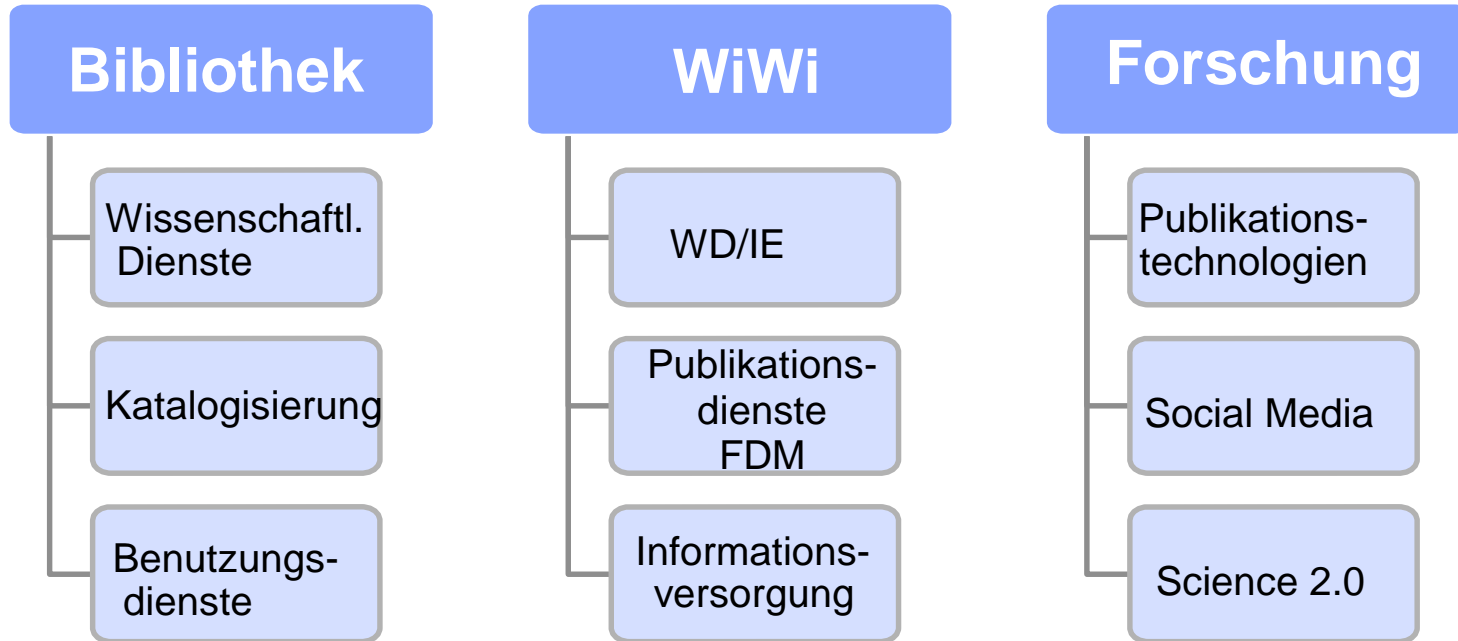 Bibliothek
Wissenschaftl.
Dienste
Katalogisierung
Benutzungs-
dienste
WiWi
WD/IE
Publikations-
dienste
FDM
Informations-
versorgung
Forschung
Publikations-
technologien
Social Media
Science 2.0